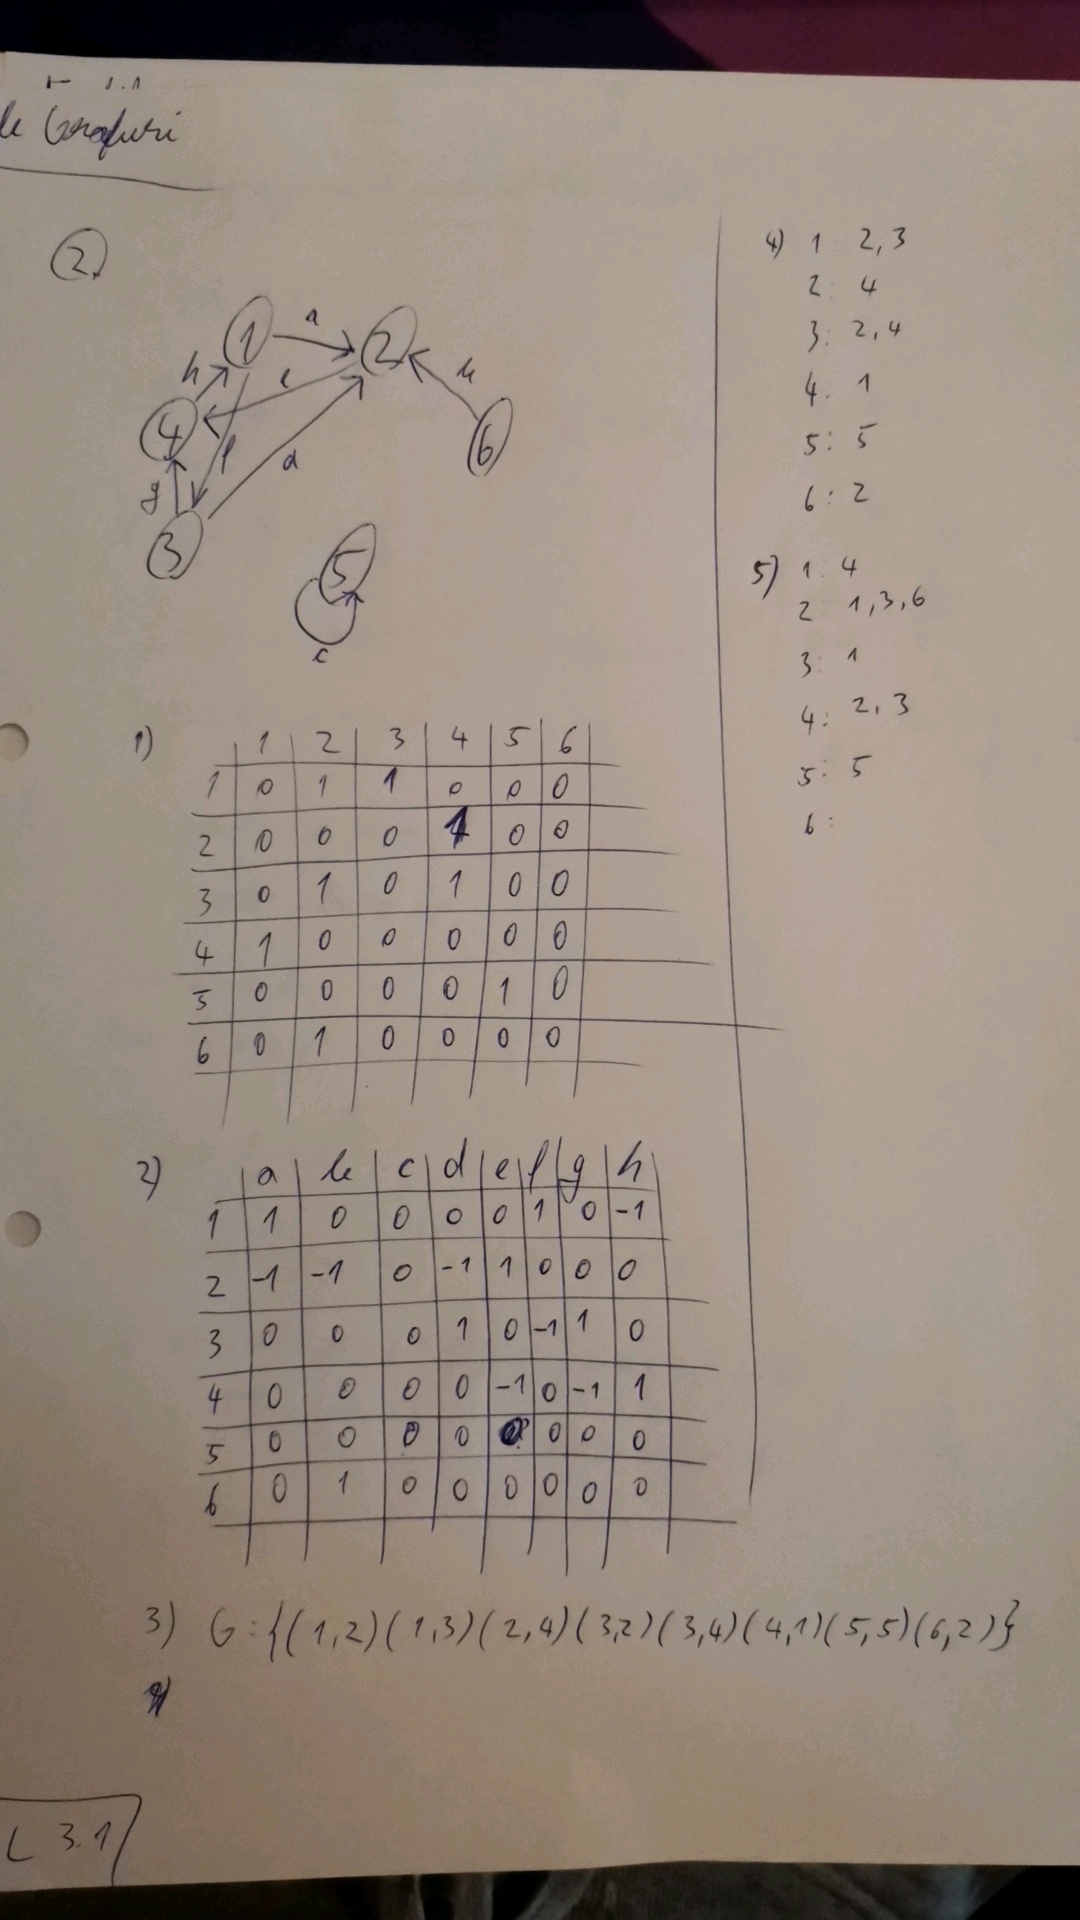 1.1
de Grafuri
2
a
1
2
h
e
b
4
6
f
d
g
3
5
c
1)
1 2 3 4 5 6
1 0 1 1 0 0 0
2 0 0 0 1 0 0
3 0 1 0 1 0 0
4 1 0 0 0 0 0
5 0 0 0 0 1 0
6 0 1 0 0 0 0
2)
a b c d e f g h
1 1 0 0 0 0 1 0 -1
2 -1 -1 0 -1 1 0 0 0
3 0 0 0 1 0 -1 1 0
4 0 0 0 0 -1 0 -1 1
5 0 0 0 0 0 0 0 0
6 0 1 0 0 0 0 0 0
3) G:{(1,2)(1,3)(2,4)(3,2)(3,4)(4,1)(5,5)(6,2)}
L 3.1
4) 1 2,3
2: 4
3: 2,4
4. 1
5: 5
6: 2
5) 1. 4
2 1,3,6
3: 1
4: 2,3
5: 5
6: